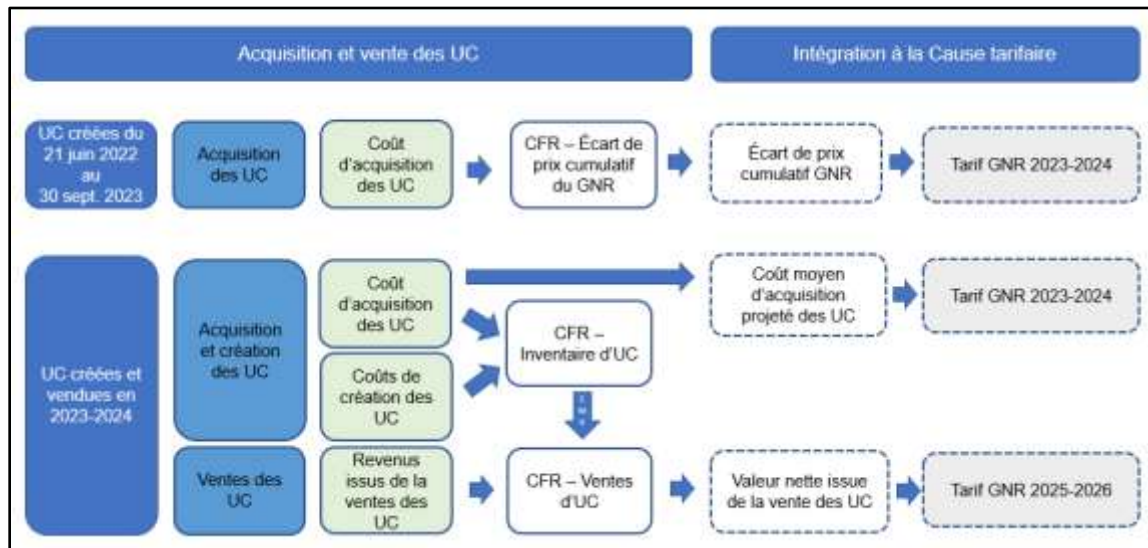 Acquisition et vente des UC
Intégration à la Cause tarifaire
UC créées du
21 juin 2022
au
30 sept. 2023
Acquisition
des UC
Coût
d'acquisition
des UC
CFR – Écart de
prix cumulatif
du GNR
Écart de prix
cumulatif GNR
Tarif GNR 2023-2024
UC créées et
vendues en
2023-2024
Acquisition
et création
des UC
Coût
d'acquisition
des UC
Coûts de
création des
UC
CFR –
Inventaire d'UC
Coût moyen
d'acquisition
projeté des UC
Tarif GNR 2023-2024
Ventes des
UC
Revenus
issus de la
ventes des
UC
CFR – Ventes
d'UC
Valeur nette issue
de la vente des UC
Tarif GNR 2025-2026